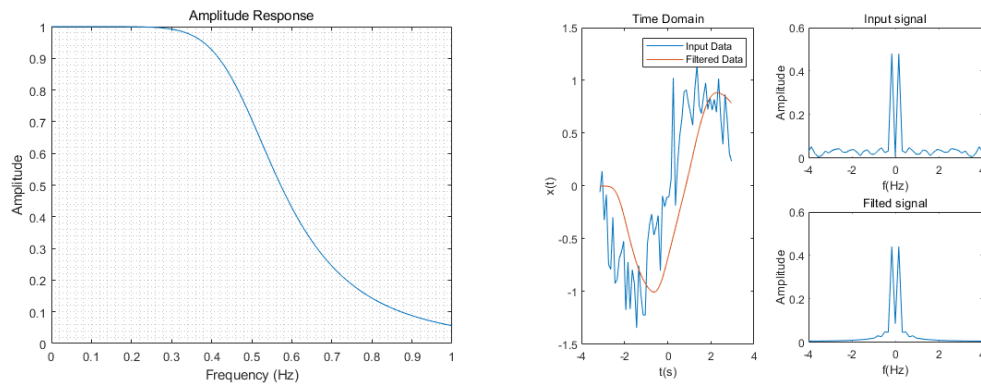 Amplitude Response
1
0.9
0.8
0.7
0.6
0.5
0.4
0.3
0.2
0.1
0
Amplitude
0 0.1 0.2 0.3 0.4 0.5 0.6 0.7 0.8 0.9 1
Frequency (Hz)
Time Domain
Input Data
Filtered Data
1.5
1
0.5
0
-0.5
-1
-1.5
x(t)
-4 -2 0 2 4
t(s)
Input signal
0.6
0.4
0.2
0
Amplitude
-4 -2 0 2 4
f(Hz)
Filted signal
0.6
0.4
0.2
0
Amplitude
-4 -2 0 2 4
f(Hz)